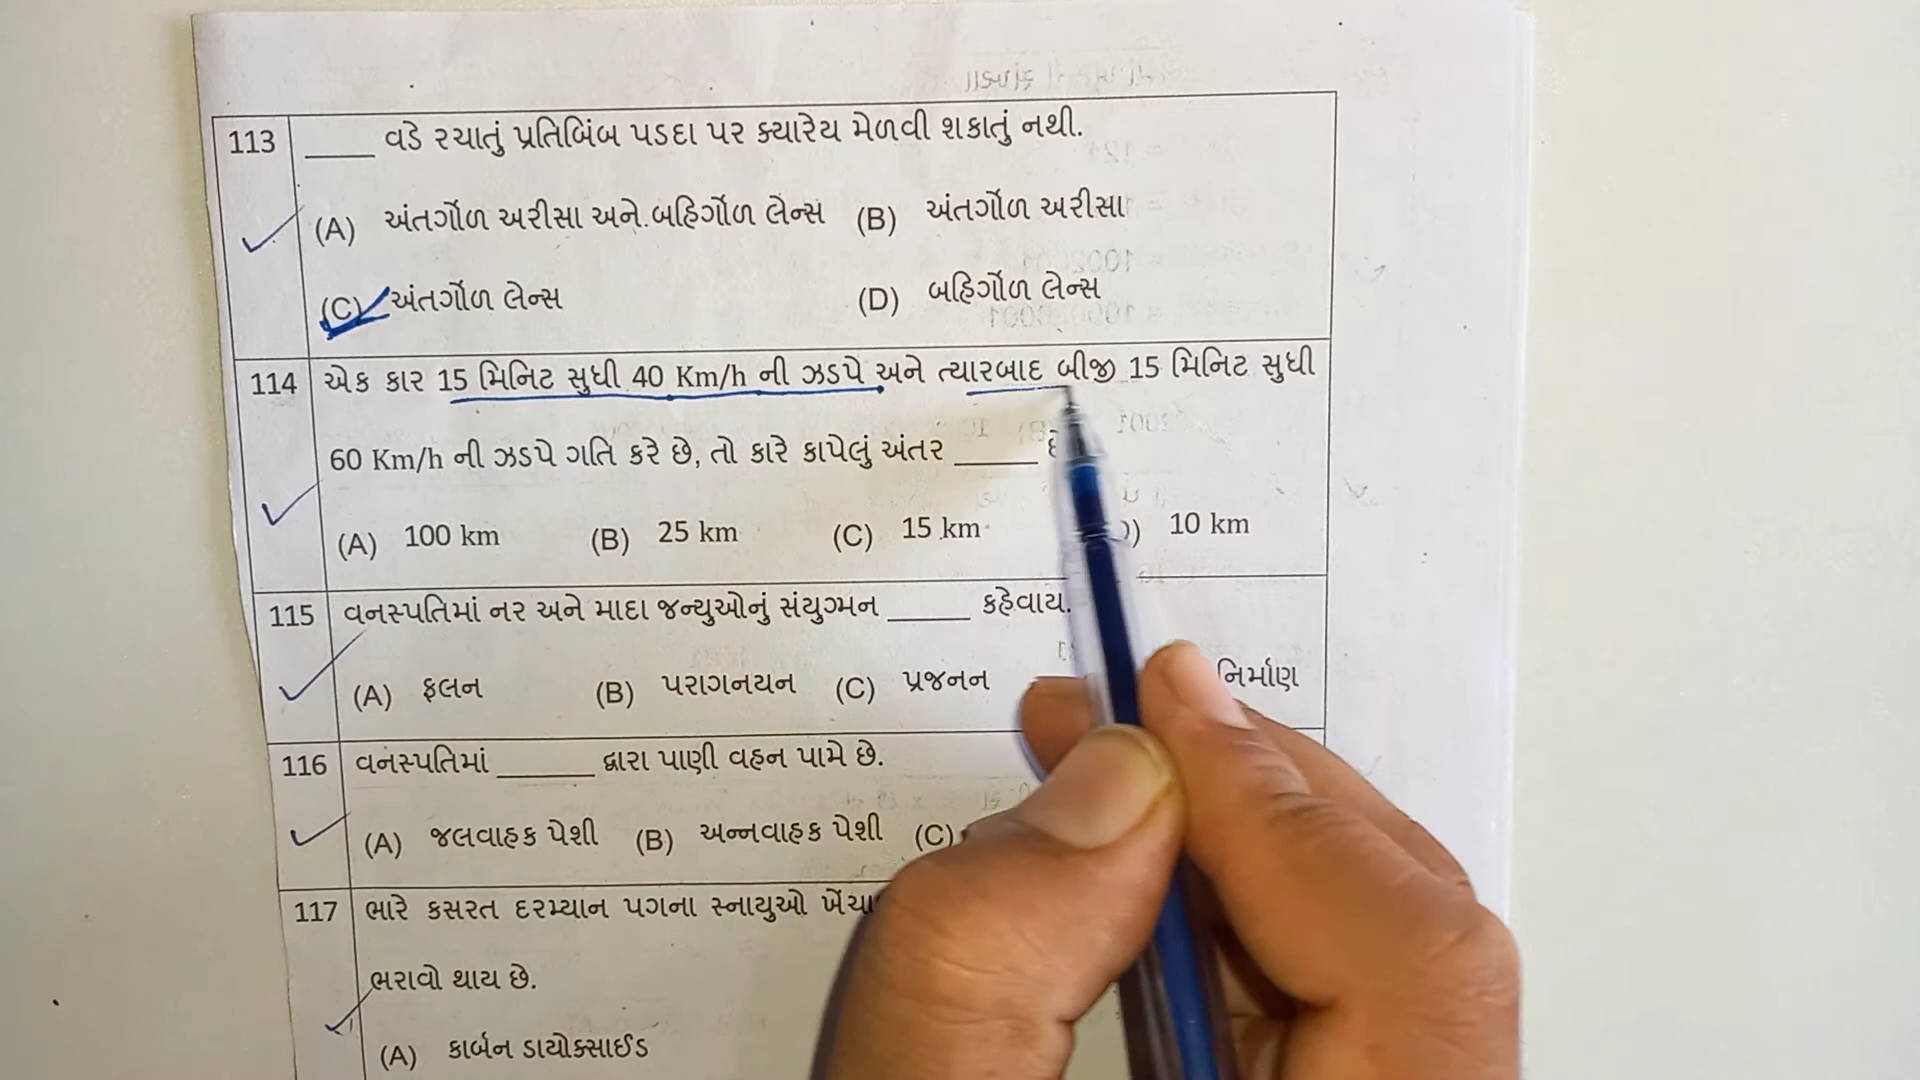 113 ____ વડે રચાતું પ્રતિબિંબ પડદા પર ક્યારેય મેળવી શકાતું નથી.
(A) અંતર્ગોળ અરીસા અને બહિર્ગોળ લેન્સ (B) અંતર્ગોળ અરીસા
(C) અંતર્ગોળ લેન્સ (D) બહિર્ગોળ લેન્સ
114 એક કાર 15 મિનિટ સુધી 40 Km/h ની ઝડપે અને ત્યારબાદ બીજી 15 મિનિટ સુધી
60 Km/h ની ઝડપે ગતિ કરે છે, તો કારે કાપેલું અંતર _____
(A) 100 km (B) 25 km (C) 15 km 10 km
115 વનસ્પતિમાં નર અને માદા જન્યુઓનું સંયુગ્મન _____ કહેવાય.
(A) ફલન (B) પરાગનયન (C) પ્રજનન નિર્માણ
116 વનસ્પતિમાં ______ દ્વારા પાણી વહન પામે છે.
(A) જલવાહક પેશી (B) અન્નવાહક પેશી (C)
117 ભારે કસરત દરમ્યાન પગના સ્નાયુઓ
ભરાવો થાય છે.
(A) કાર્બન ડાયોક્સાઈડ